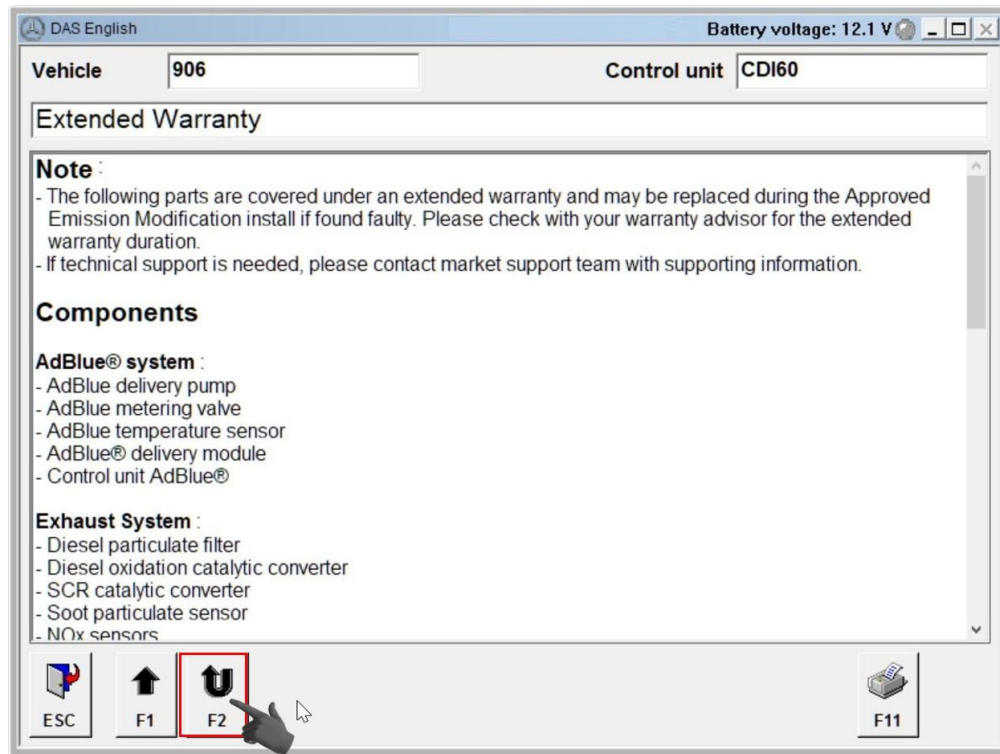 DAS English
Battery voltage: 12.1 V
Vehicle 906 Control unit CDI60
Extended Warranty
Note :
- The following parts are covered under an extended warranty and may be replaced during the Approved
Emission Modification install if found faulty. Please check with your warranty advisor for the extended
warranty duration.
- If technical support is needed, please contact market support team with supporting information.
Components
AdBlue® system :
- AdBlue delivery pump
- AdBlue metering valve
- AdBlue temperature sensor
- AdBlue® delivery module
- Control unit AdBlue®
Exhaust System :
- Diesel particulate filter
- Diesel oxidation catalytic converter
- SCR catalytic converter
- Soot particulate sensor
- NOx sensors
ESC F1 F2 F11